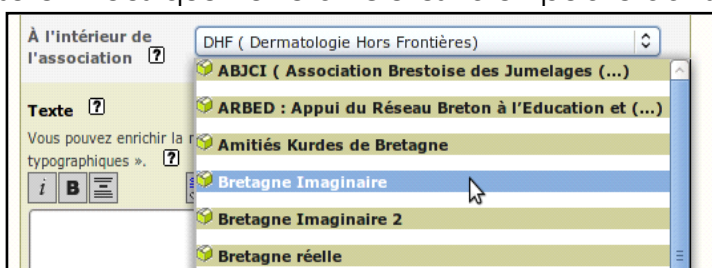 À l'intérieur de
l'association ?
DHF ( Dermatologie Hors Frontières)
ABJCI ( Association Brestoise des Jumelages (...)
ARBED : Appui du Réseau Breton à l’Education et (...)
Texte ?
Vous pouvez enrichir la
typographiques ». ?
Amitiés Kurdes de Bretagne
i B
Bretagne Imaginaire
Bretagne Imaginaire 2
Bretagne réelle